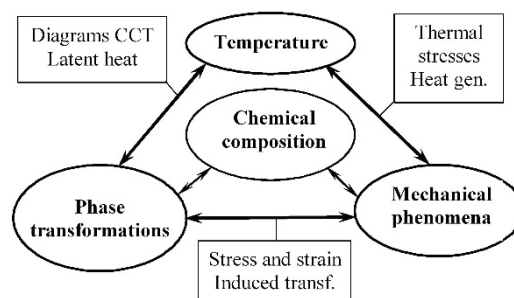 Diagrams CCT
Latent heat
Temperature
Thermal
stresses
Heat gen.
Chemical
composition
Phase
transformations
Mechanical
phenomena
Stress and strain
Induced transf.